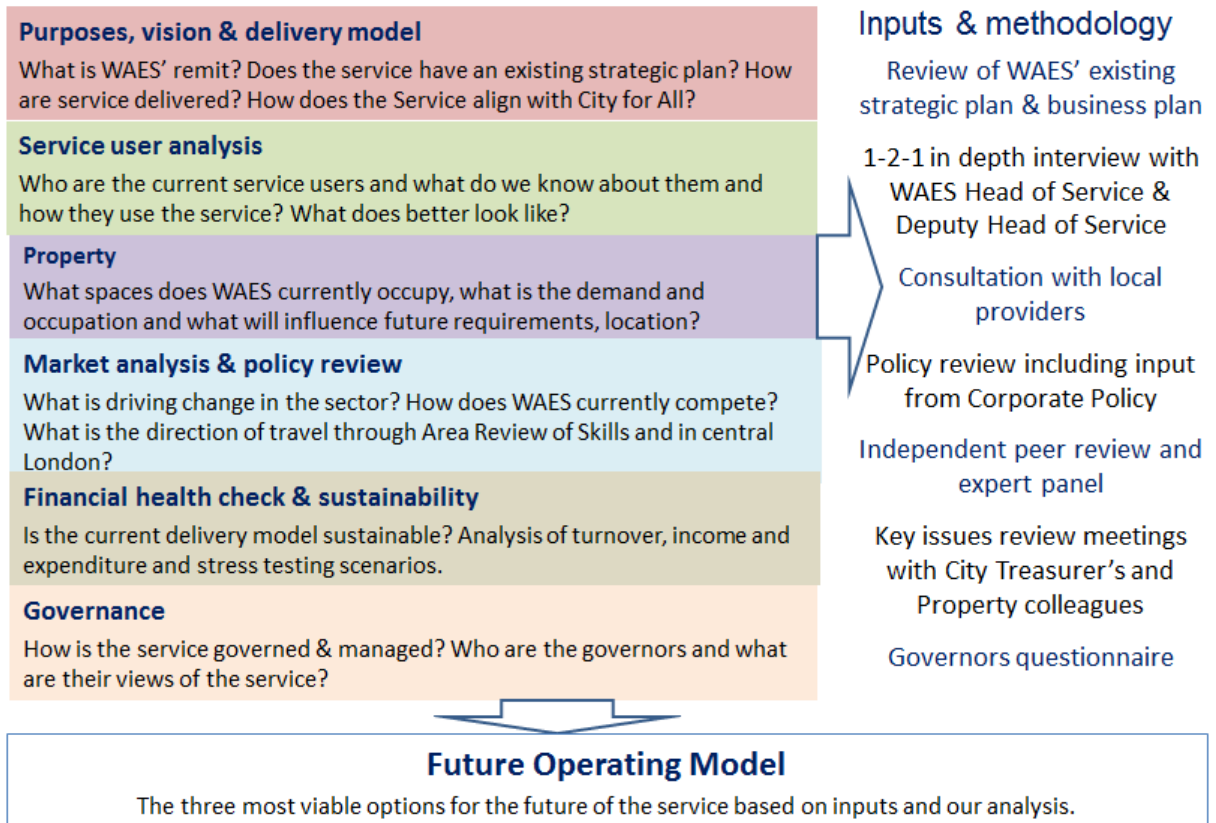 Purposes, vision & delivery model
What is WAES’ remit? Does the service have an existing strategic plan? How
are service delivered? How does the Service align with City for All?
Service user analysis
Who are the current service users and what do we know about them and
how they use the service? What does better look like?
Property
What spaces does WAES currently occupy, what is the demand and
occupation and what will influence future requirements, location?
Market analysis & policy review
What is driving change in the sector? How does WAES currently compete?
What is the direction of travel through Area Review of Skills and in central
London?
Financial health check & sustainability
Is the current delivery model sustainable? Analysis of turnover, income and
expenditure and stress testing scenarios.
Governance
How is the service governed & managed? Who are the governors and what
are their views of the service?
Inputs & methodology
Review of WAES’ existing
strategic plan & business plan
1-2-1 in depth interview with
WAES Head of Service &
Deputy Head of Service
Consultation with local
providers
Policy review including input
from Corporate Policy
Independent peer review and
expert panel
Key issues review meetings
with City Treasurer’s and
Property colleagues
Governors questionnaire
Future Operating Model
The three most viable options for the future of the service based on inputs and our analysis.